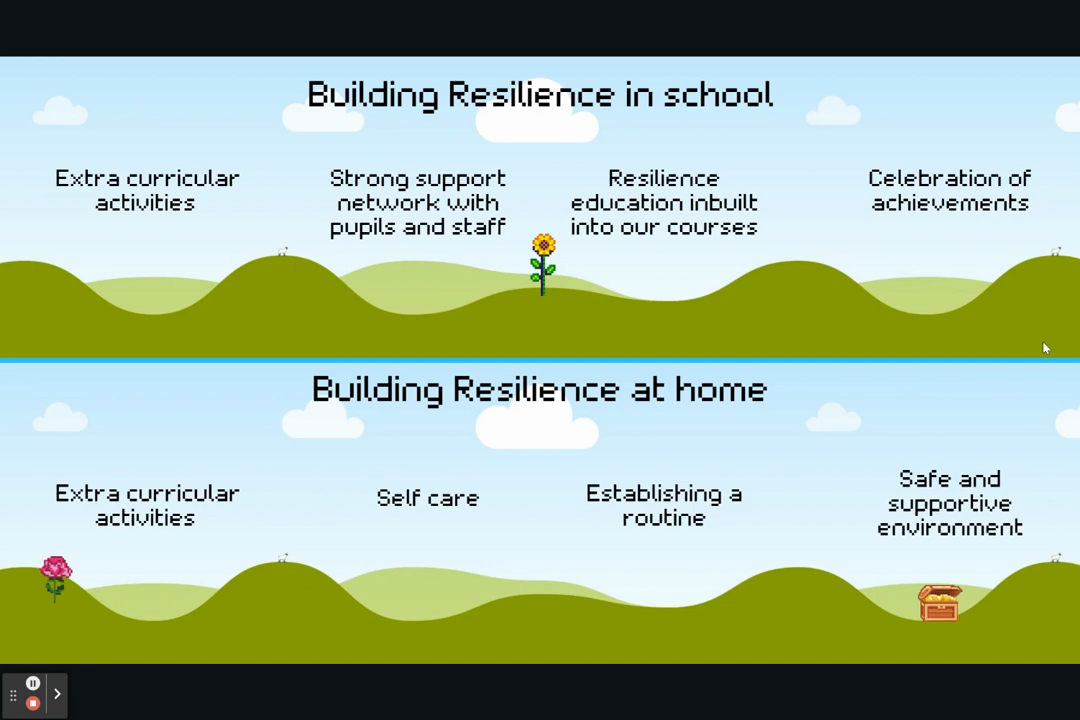 Building Resilience in school
Extra curricular
activities
Strong support
network with
pupils and staff
Resilience
education inbuilt
into our courses
Celebration of
achievements
Building Resilience at home
Extra curricular
activities
Self care
Establishing a
routine
Safe and
supportive
environment